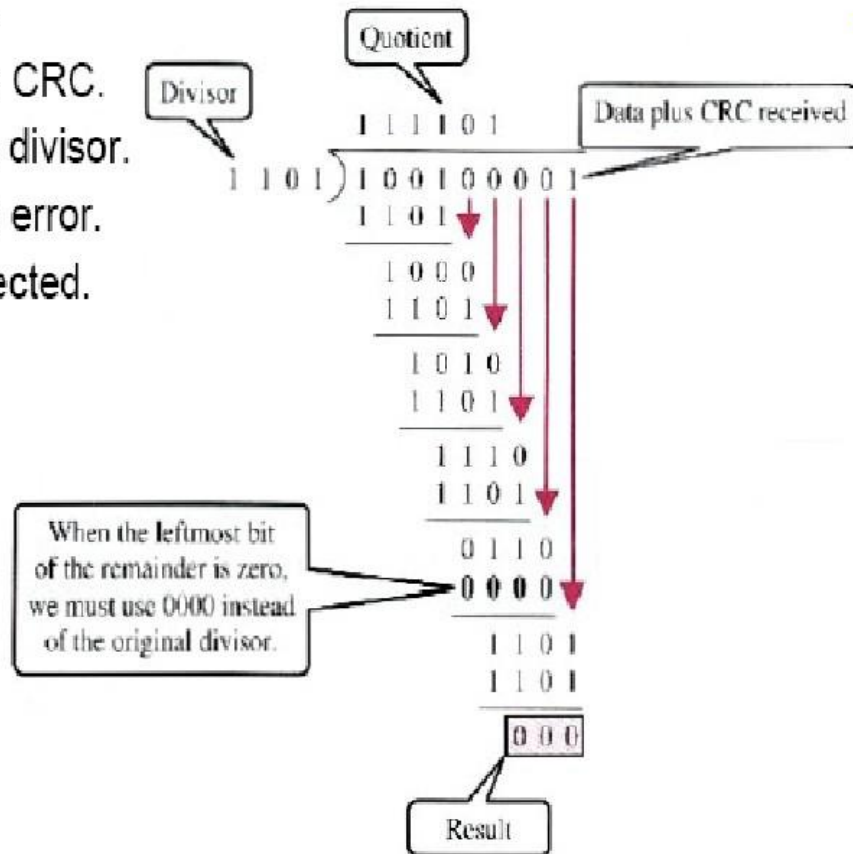 CRC.
divisor.
error.
ected.
Quotient
Divisor
Data plus CRC received
1 1 1 1 0 1
1 1 0 1 ) 1 0 0 1 0 0 0 0 1
1 1 0 1
1 0 0 0
1 1 0 1
1 0 1 0
1 1 0 1
1 1 1 0
1 1 0 1
0 1 1 0
0 0 0 0
1 1 0 1
1 1 0 1
0 0 0
When the leftmost bit
of the remainder is zero,
we must use 0000 instead
of the original divisor.
Result